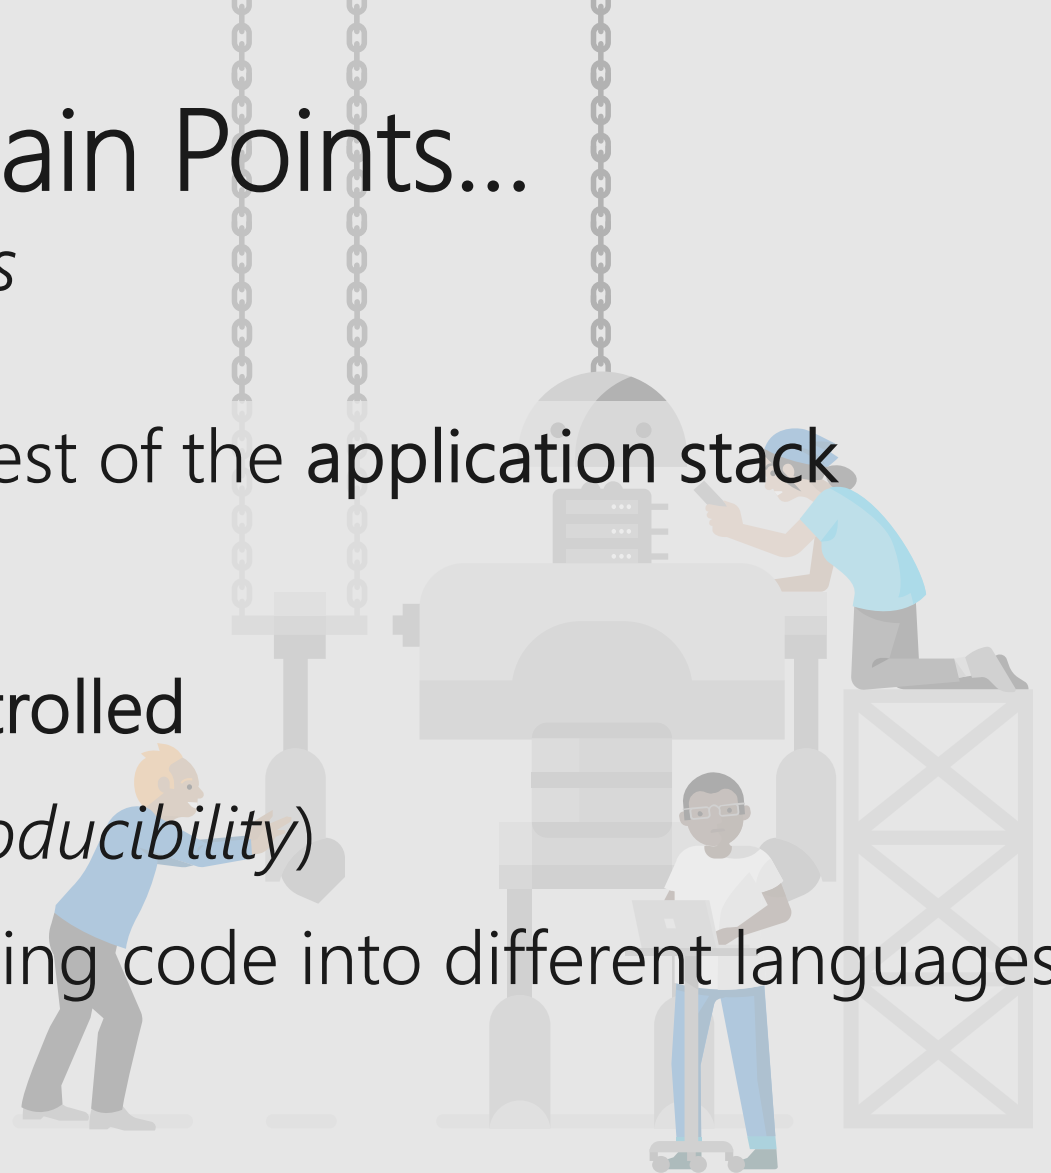 ain Points...
s
est of the application stack
trolled
oducibility)
ing code into different languages